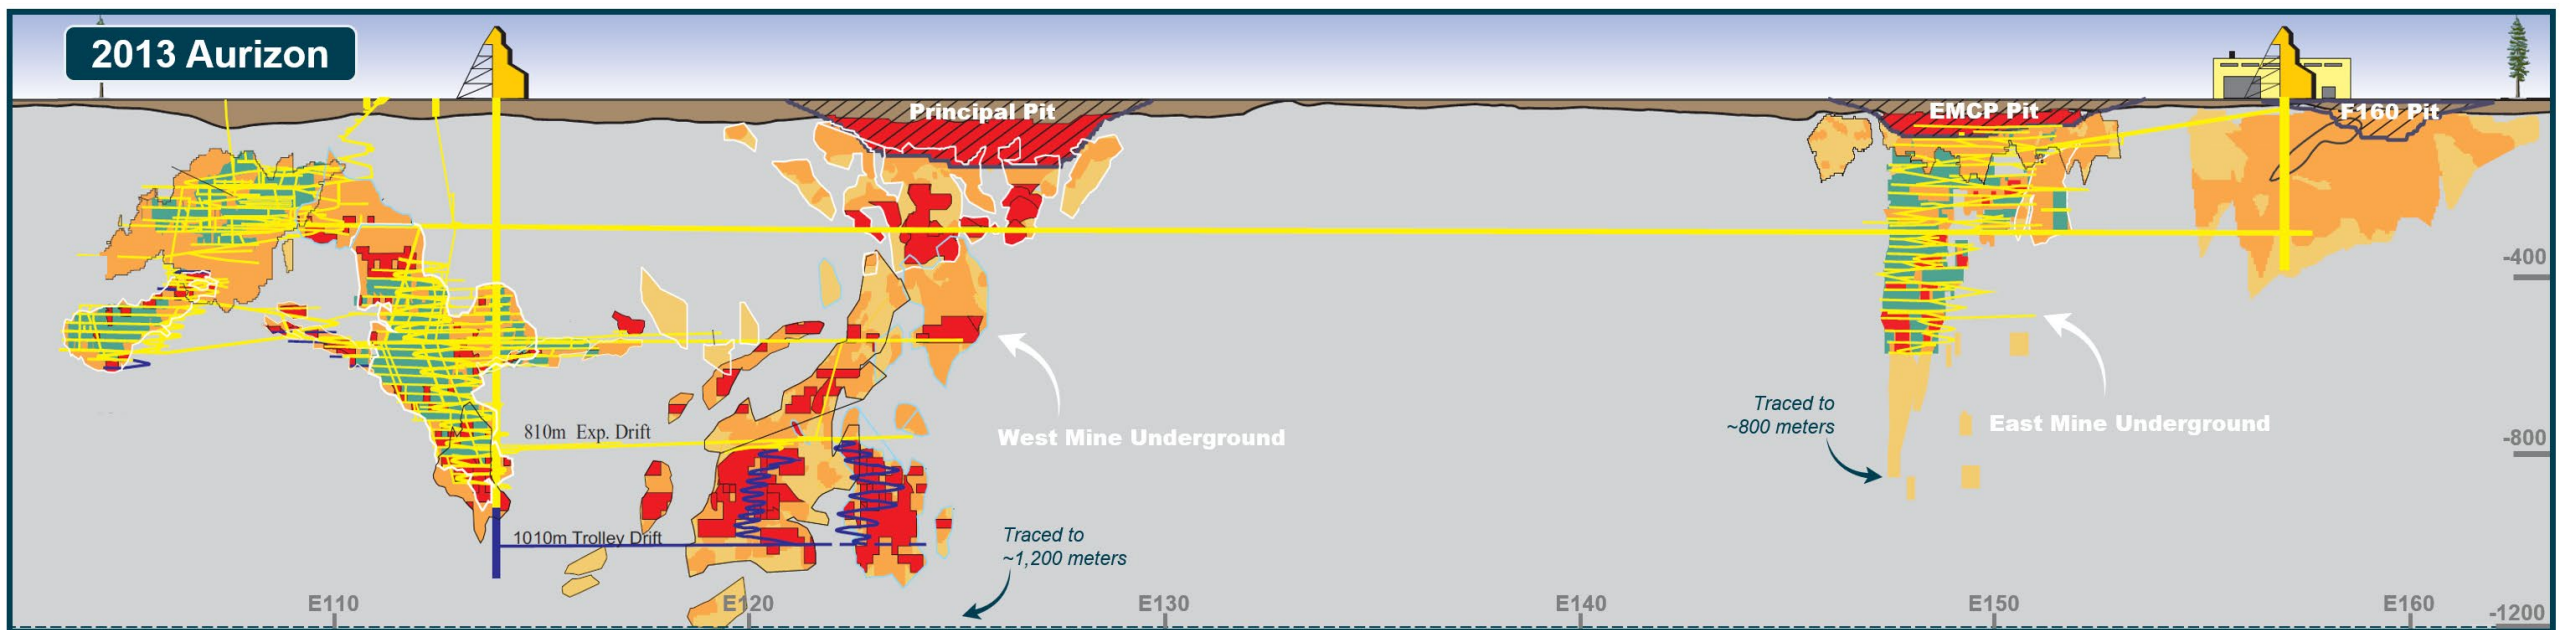 2013 Aurizon
Principal Pit
EMCP Pit
F160 Pit
-400
Traced to
~800 meters
East Mine Underground
810m Exp. Drift
West Mine Underground
-800
1010m Trolley Drift
Traced to
~1,200 meters
E110
E120
E130
E140
E150
E160
-1200